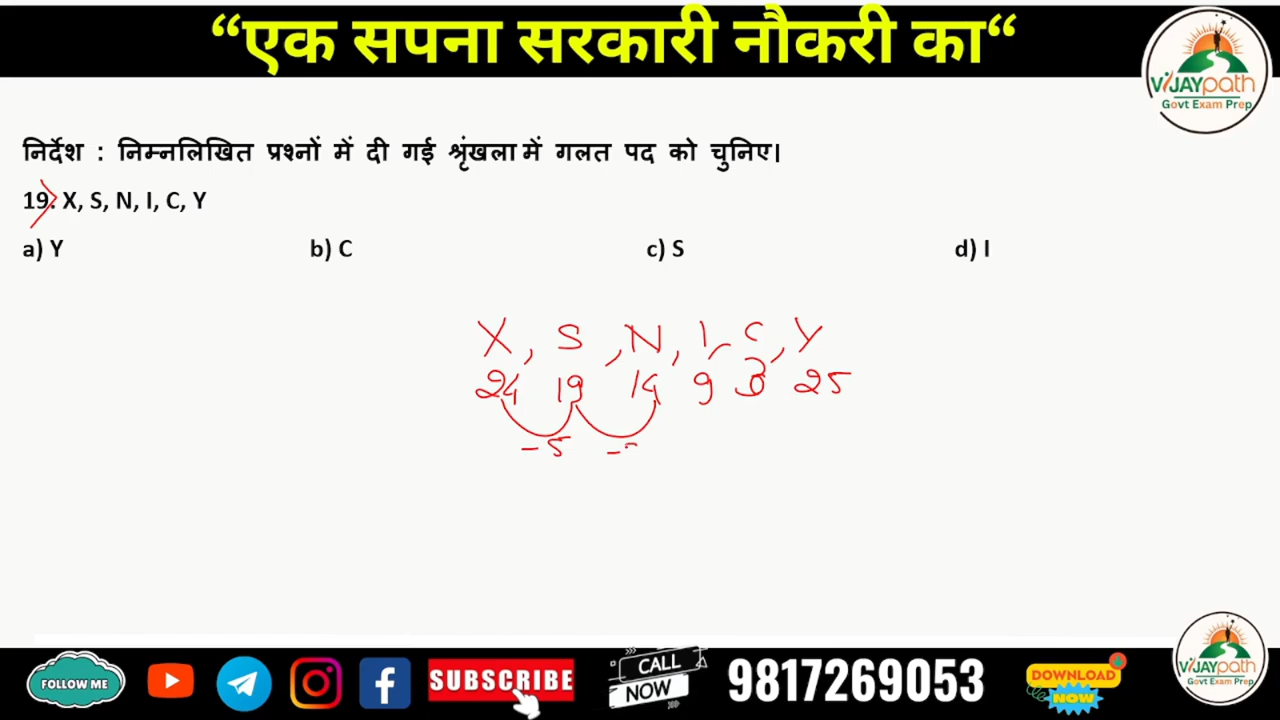 “एक सपना सरकारी नौकरी का“
VIJAYpath
Govt Exam Prep
निर्देश : निम्नलिखित प्रश्नों में दी गई श्रृंखला में गलत पद को चुनिए।
19. X, S, N, I, C, Y
a) Y b) C c) S d) I
X, S, N, I, C, Y
24 19 14 9 3 25
-5
VIJAYpath
Govt Exam Prep
FOLLOW ME SUBSCRIBE CALL NOW 9817269053 DOWNLOAD NOW